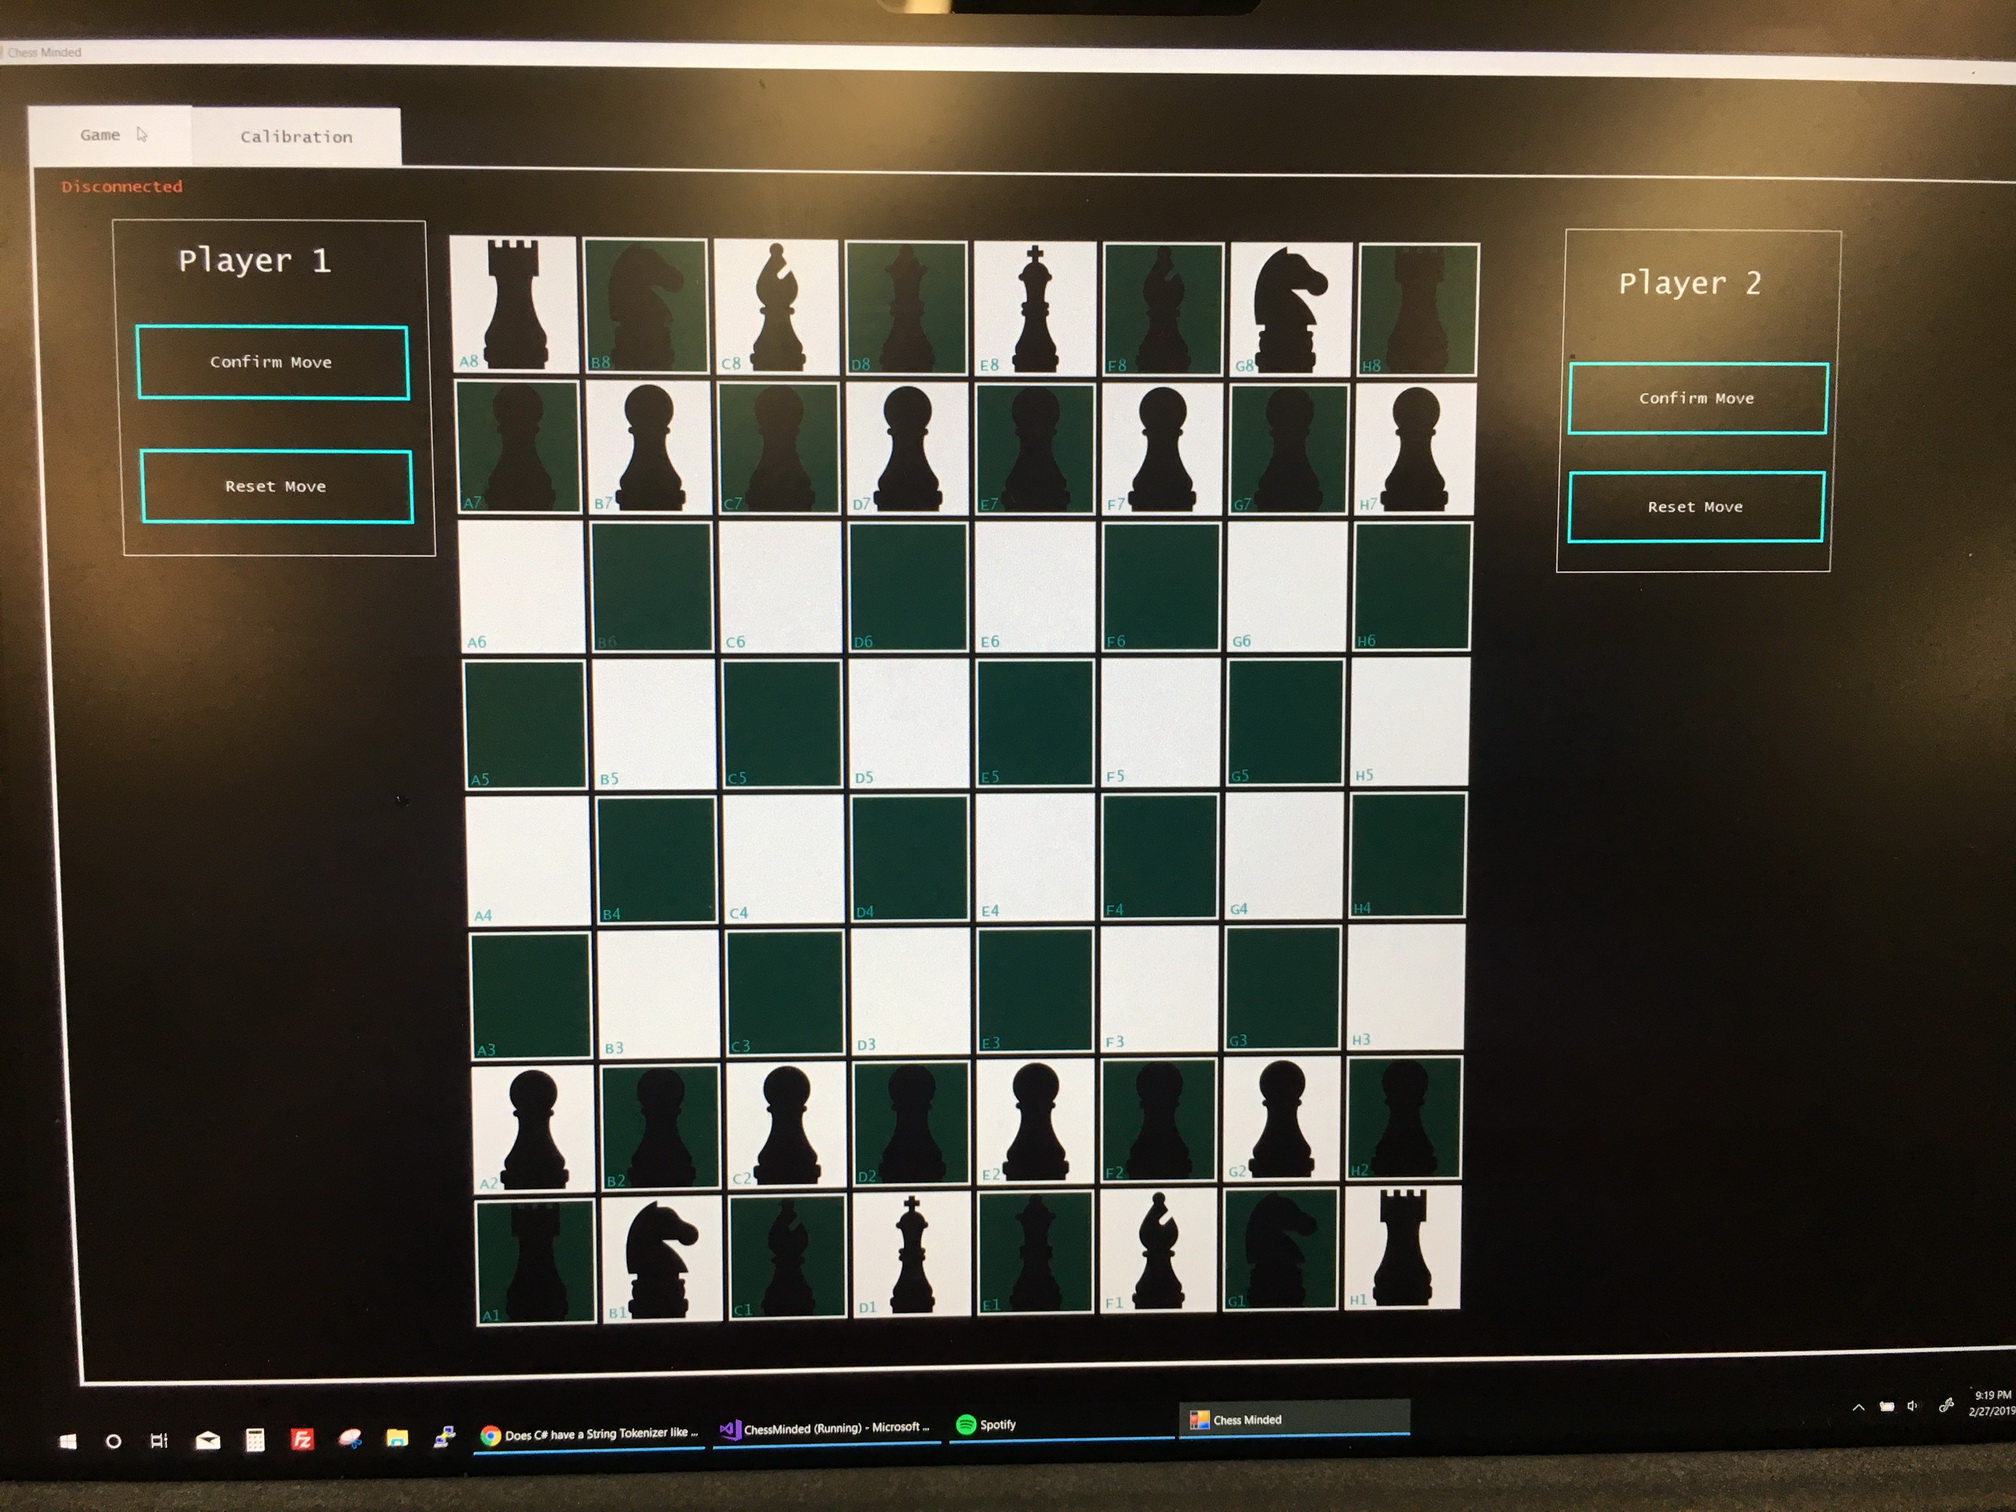 Chess Minded
Game
Calibration
Disconnected
Player 1
Confirm Move
Reset Move
Player 2
Confirm Move
Reset Move
A8 B8 C8 D8 E8 F8 G8 H8
A7 B7 C7 D7 E7 F7 G7 H7
A6 B6 C6 D6 E6 F6 G6 H6
A5 B5 C5 D5 E5 F5 G5 H5
A4 B4 C4 D4 E4 F4 G4 H4
A3 B3 C3 D3 E3 F3 G3 H3
A2 B2 C2 D2 E2 F2 G2 H2
A1 B1 C1 D1 E1 F1 G1 H1
Fz
Does C# have a String Tokenizer like ...
ChessMinded (Running) - Microsoft ...
Spotify
Chess Minded
9:19 PM
2/27/2019